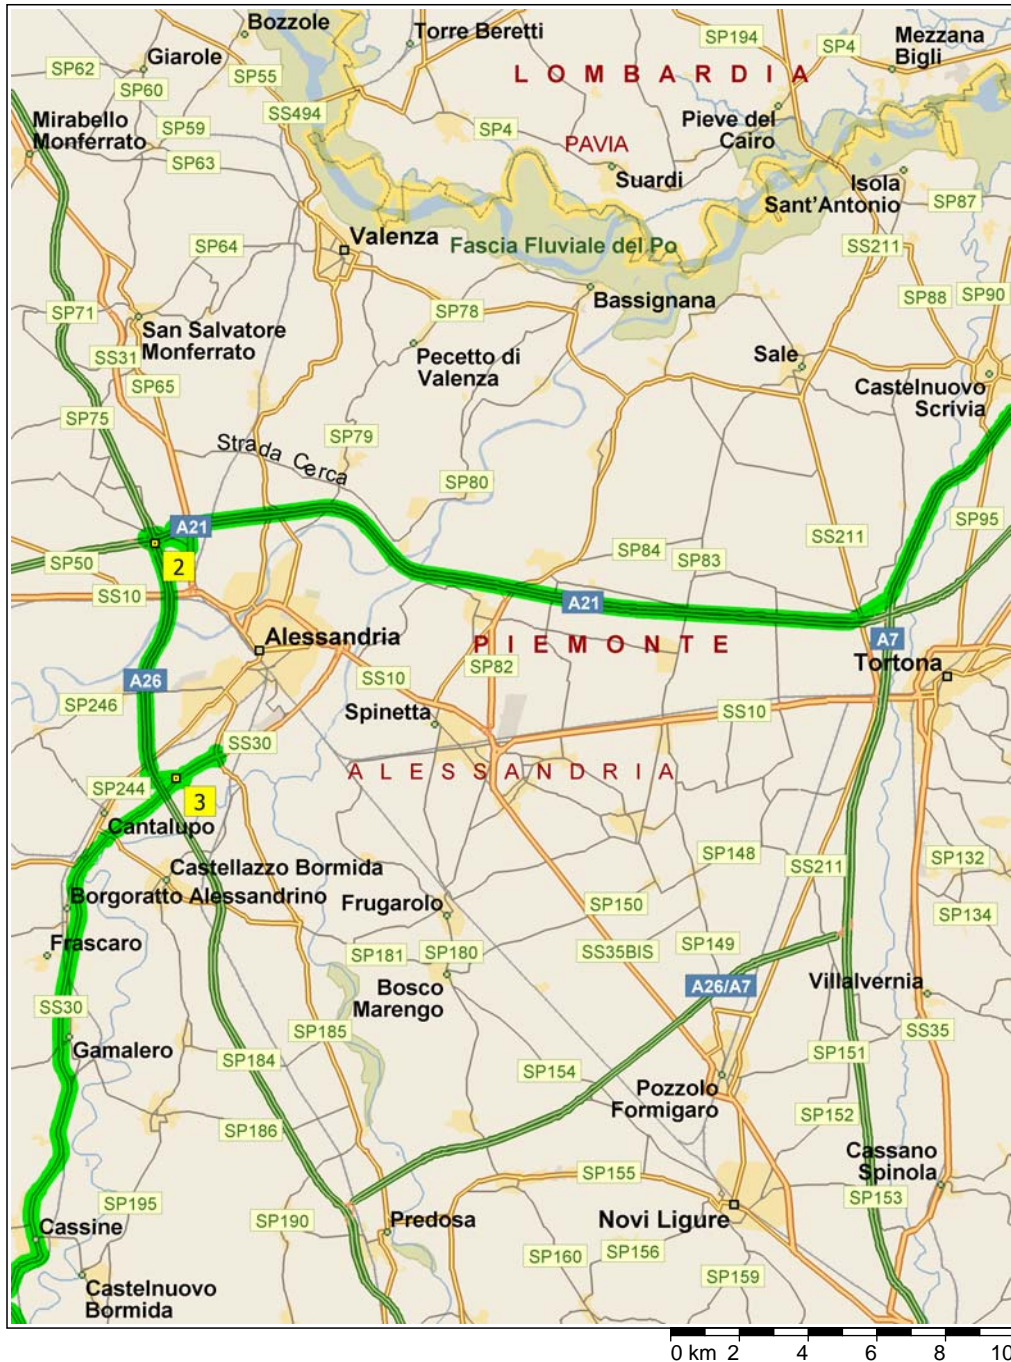 Bozzole
Torre Beretti
SP194
SP4
Mezzana
Bigli
Giarole
SP62
SP55
SP60
L O M B A R D I A
SS494
Mirabello
Monferrato
SP59
SP63
SP4
PAVIA
Pieve del
Cairo
Suardi
Isola
Sant'Antonio
SP87
SP64
Valenza
Fascia Fluviale del Po
SS211
Bassignana
SP88
SP90
SP71
San Salvatore
Monferrato
SP78
SS31
Pecetto di
Valenza
Sale
SP65
Castelnuovo
Scrivia
SP75
SP79
Strada Cerca
SP80
A21
SP95
SS211
SP84
SP83
SP50
2
SS10
A21
Alessandria
P I E M O N T E
A7
Tortona
SP82
SS10
A26
SP246
Spinetta
SS10
SS30
A L E S S A N D R I A
SP244
3
Cantalupo
SP148
SS211
SP132
Castellazzo Bormida
Borgoratto Alessandrino
Frugarolo
SP150
SP134
Frascaro
SP181
SP180
SS35BIS
SP149
Bosco
Marengo
A26/A7
Villalvernia
SS30
SP185
SS35
Gamalero
SP184
SP154
SP151
Pozzolo
Formigaro
SP152
SP186
Cassano
Spinola
SP155
SP195
SP153
Cassine
SP190
Predosa
Novi Ligure
SP160
SP156
SP159
Castelnuovo
Bormida
0 km 2 4 6 8 10